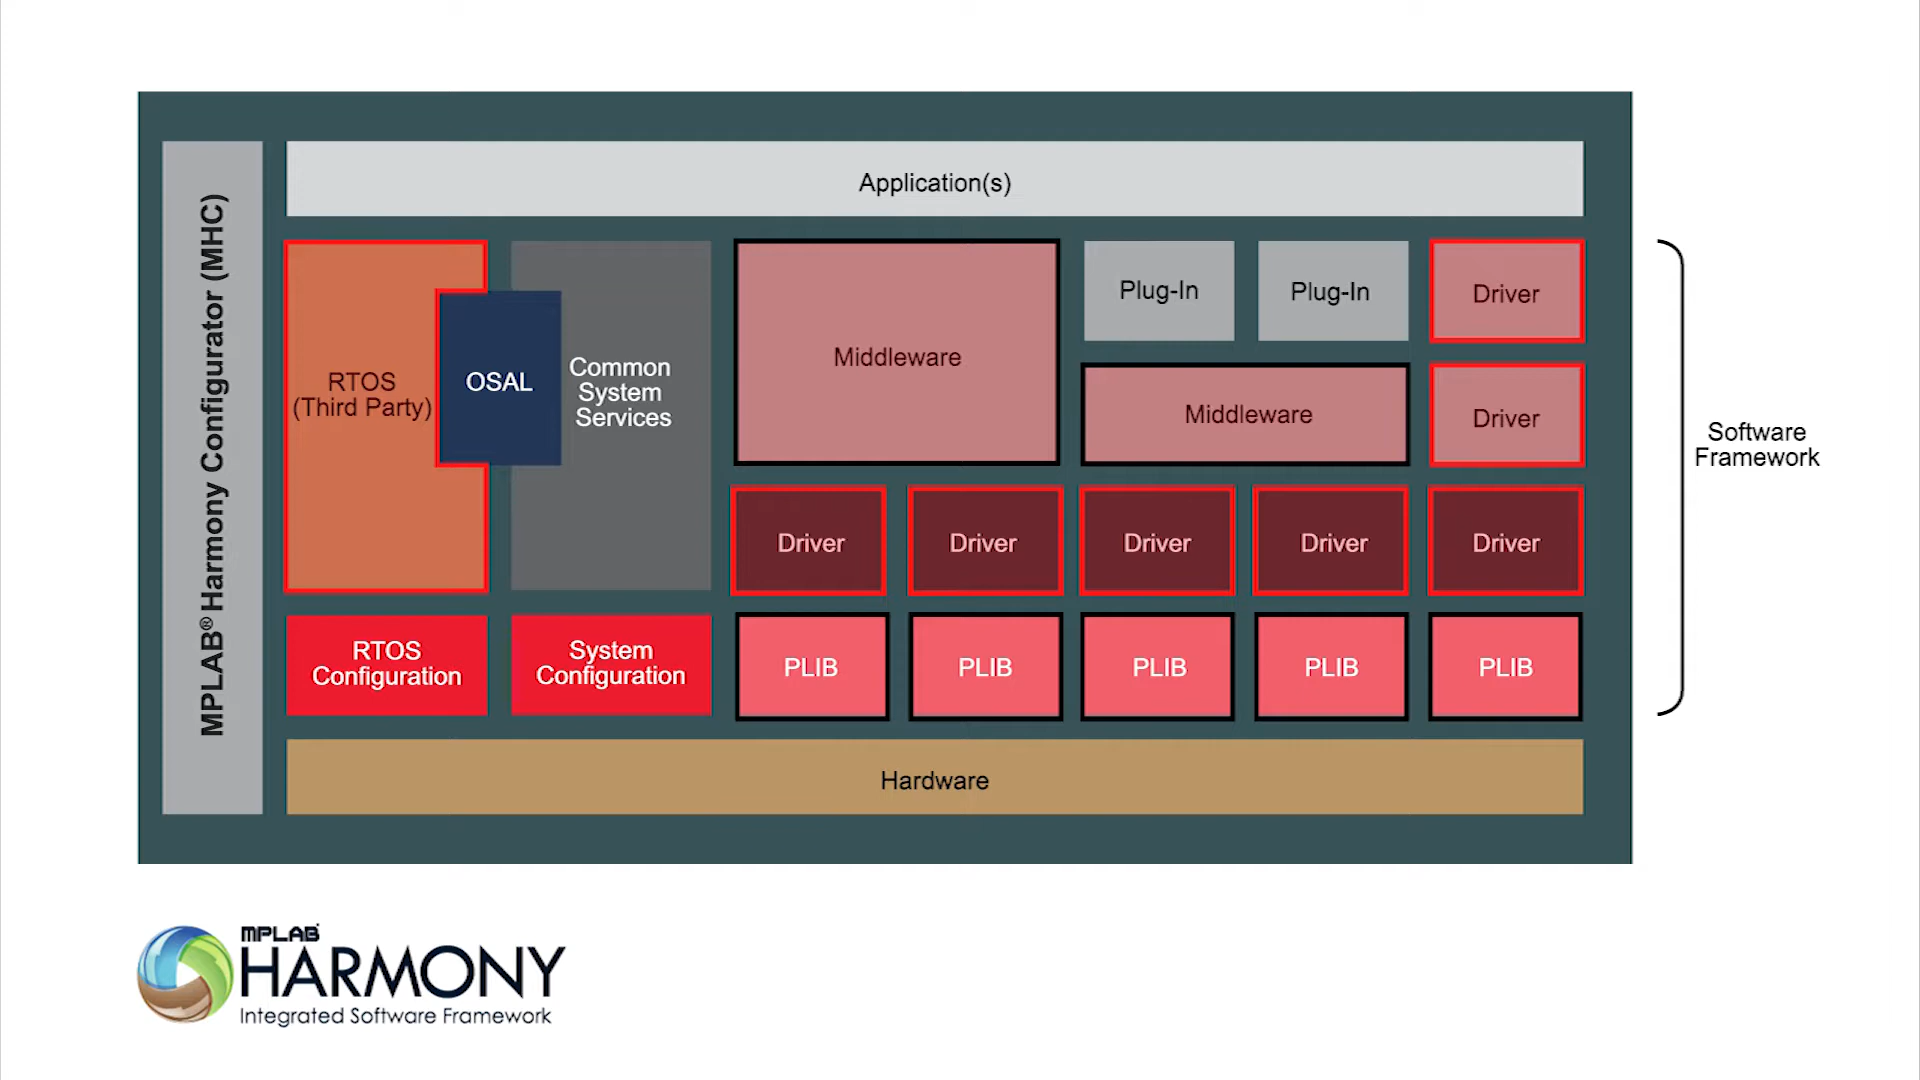 MPLAB® Harmony Configurator (MHC)
Application(s)
RTOS
(Third Party)
OSAL
Common
System
Services
Middleware
Plug-In
Plug-In
Driver
Middleware
Driver
Driver
Driver
Driver
Driver
Driver
RTOS
Configuration
System
Configuration
PLIB
PLIB
PLIB
PLIB
PLIB
Hardware
Software
Framework
MPLAB®
HARMONY
Integrated Software Framework